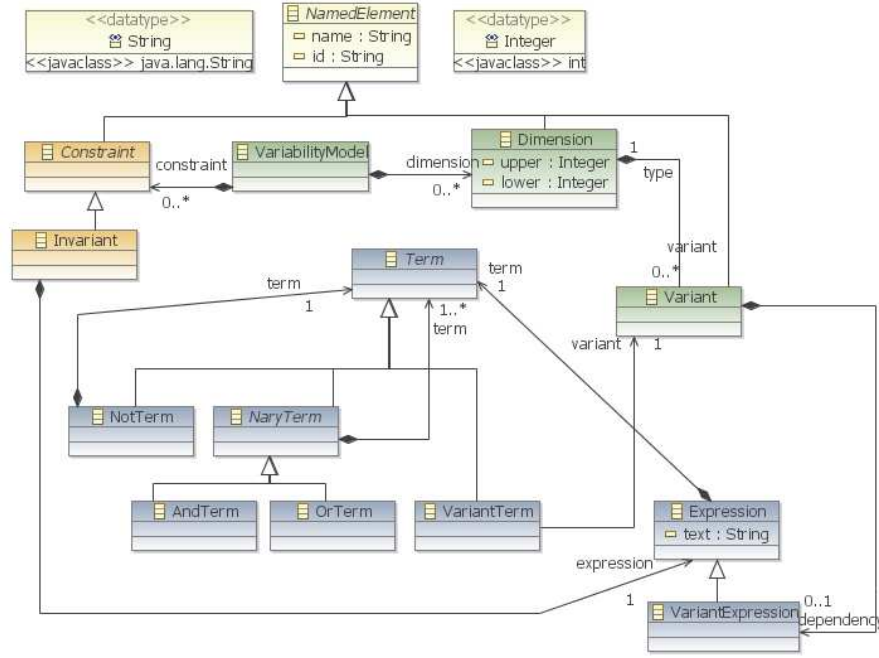 <<datatype>>
String
<<javaclass>> java.lang.String
NamedElement
name : String
id : String
<<datatype>>
Integer
<<javaclass>> int
Constraint
constraint
0..*
VariabilityModel
dimension
0..*
Dimension
upper : Integer
lower : Integer
1
type
Invariant
variant
0..*
Variant
Term
term
1
term
1
1..*
term
variant
1
NotTerm
NaryTerm
AndTerm
OrTerm
VariantTerm
Expression
text : String
expression
1
VariantExpression
0..1
dependency